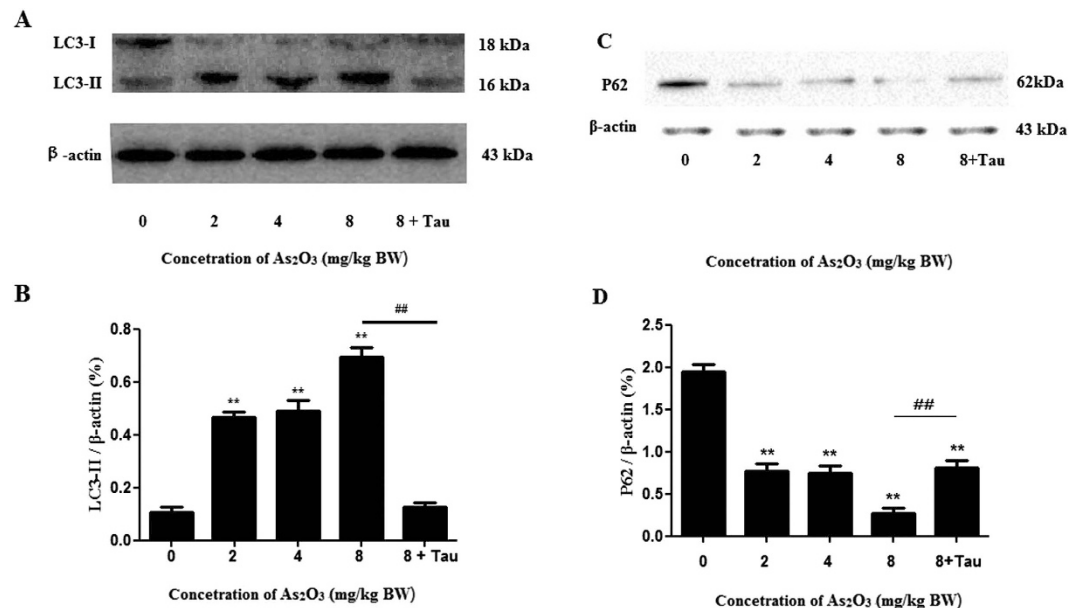 A
LC3-I
18 kDa
LC3-II
16 kDa
β -actin
43 kDa
0 2 4 8 8 + Tau
Concetration of As₂O₃ (mg/kg BW)
C
P62
62kDa
β-actin
43 kDa
0 2 4 8 8+Tau
Concetration of As₂O₃ (mg/kg BW)
B
LC3-II / β-actin (%)
0.8
0.6
0.4
0.2
0.0
** ** ** ##
0 2 4 8 8 + Tau
Concetration of As₂O₃ (mg/kg BW)
D
P62 / β-actin (%)
2.5
2.0
1.5
1.0
0.5
0.0
** ** ** ## **
0 2 4 8 8+Tau
Concetration of As₂O₃ (mg/kg BW)